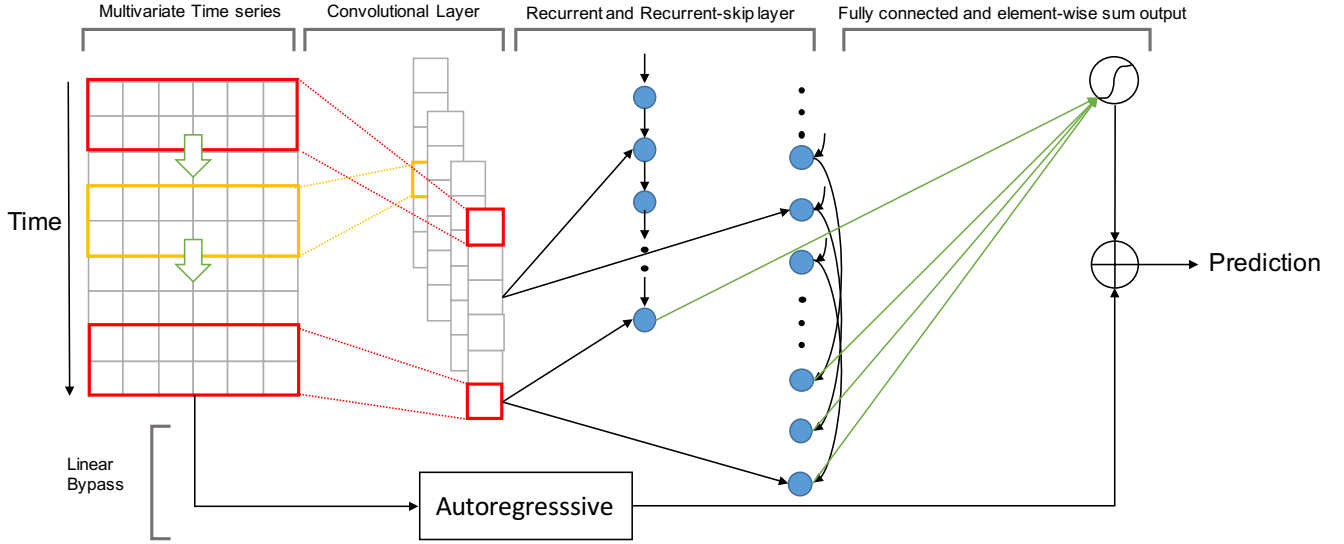 Multivariate Time series
Convolutional Layer
Recurrent and Recurrent-skip layer
Fully connected and element-wise sum output
Time
Prediction
Linear
Bypass
Autoregresssive